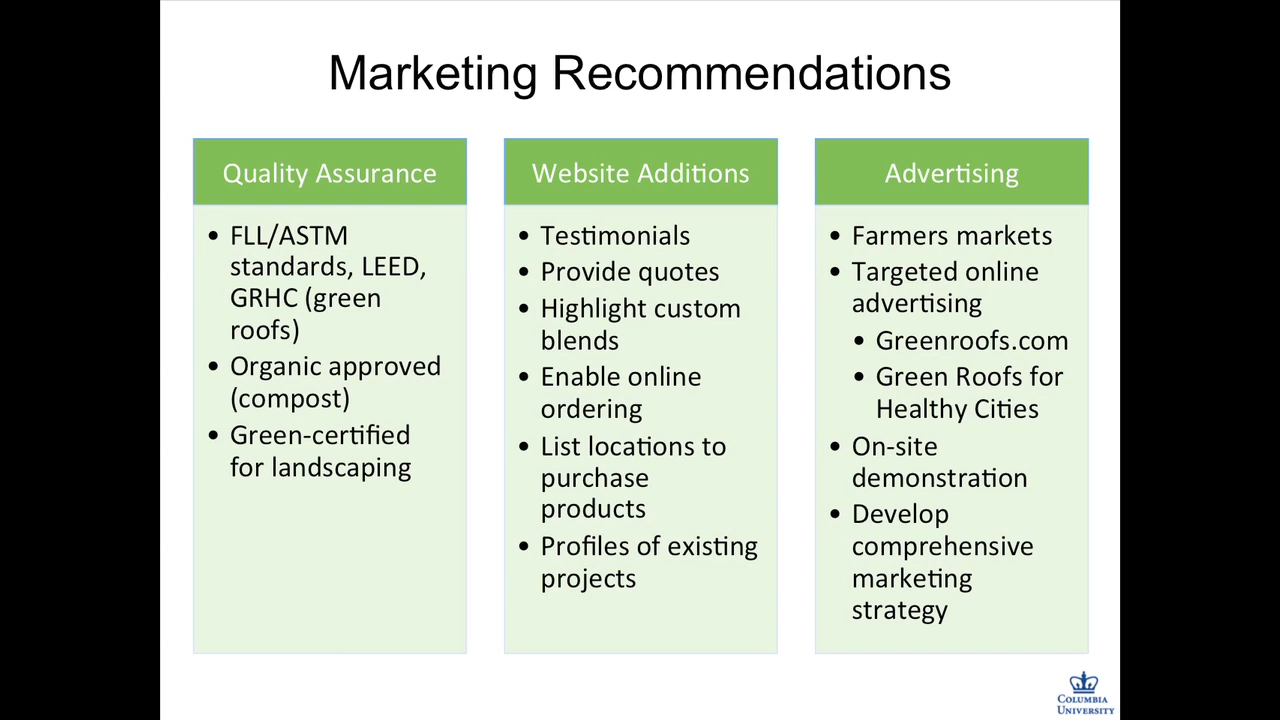 Marketing Recommendations
Quality Assurance
• FLL/ASTM
standards, LEED,
GRHC (green
roofs)
• Organic approved
(compost)
• Green-certified
for landscaping
Website Additions
• Testimonials
• Provide quotes
• Highlight custom
blends
• Enable online
ordering
• List locations to
purchase
products
• Profiles of existing
projects
Advertising
• Farmers markets
• Targeted online
advertising
• Greenroofs.com
• Green Roofs for
Healthy Cities
• On-site
demonstration
• Develop
comprehensive
marketing
strategy
COLUMBIA
UNIVERSITY